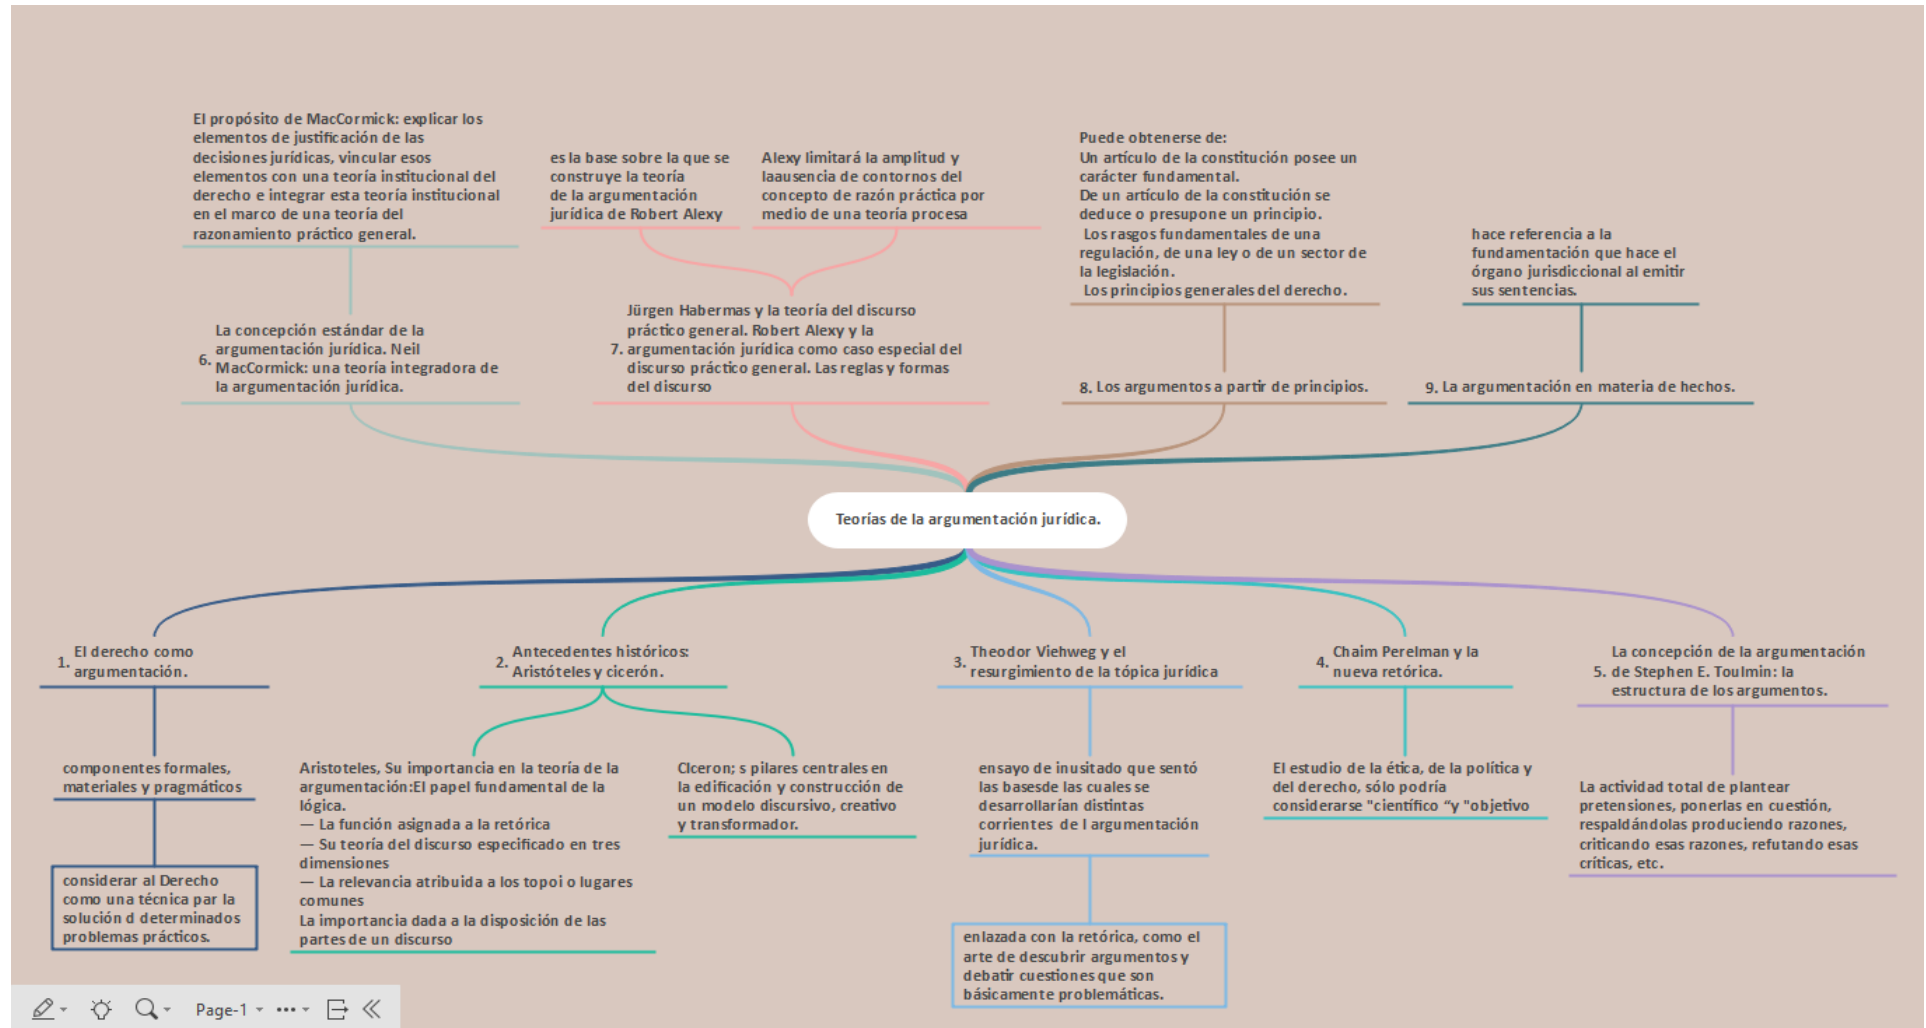 El propósito de MacCormick: explicar los
elementos de justificación de las
decisiones jurídicas, vincular esos
elementos con una teoría institucional del
derecho e integrar esta teoría institucional
en el marco de una teoría del
razonamiento práctico general.
es la base sobre la que se
construye la teoría
de la argumentación
jurídica de Robert Alexy
Alexy limitará la amplitud y
laausencia de contornos del
concepto de razón práctica por
medio de una teoría procesa
Puede obtenerse de:
Un artículo de la constitución posee un
carácter fundamental.
De un artículo de la constitución se
deduce o presupone un principio.
Los rasgos fundamentales de una
regulación, de una ley o de un sector de
la legislación.
Los principios generales del derecho.
hace referencia a la
fundamentación que hace el
órgano jurisdiccional al emitir
sus sentencias.
6. La concepción estándar de la
argumentación jurídica. Neil
MacCormick: una teoría integradora de
la argumentación jurídica.
7. Jürgen Habermas y la teoría del discurso
práctico general. Robert Alexy y la
argumentación jurídica como caso especial del
discurso práctico general. Las reglas y formas
del discurso
8. Los argumentos a partir de principios.
9. La argumentación en materia de hechos.
Teorías de la argumentación jurídica.
1. El derecho como
argumentación.
2. Antecedentes históricos:
Aristóteles y cicerón.
3. Theodor Viehweg y el
resurgimiento de la tópica jurídica
4. Chaim Perelman y la
nueva retórica.
5. La concepción de la argumentación
de Stephen E. Toulmin: la
estructura de los argumentos.
componentes formales,
materiales y pragmáticos
considerar al Derecho
como una técnica par la
solución d determinados
problemas prácticos.
Aristoteles, Su importancia en la teoría de la
argumentación:El papel fundamental de la
lógica.
— La función asignada a la retórica
— Su teoría del discurso especificado en tres
dimensiones
— La relevancia atribuida a los topoi o lugares
comunes
La importancia dada a la disposición de las
partes de un discurso
CIceron; s pilares centrales en
la edificación y construcción de
un modelo discursivo, creativo
y transformador.
ensayo de inusitado que sentó
las basesde las cuales se
desarrollarían distintas
corrientes de l argumentación
jurídica.
enlazada con la retórica, como el
arte de descubrir argumentos y
debatir cuestiones que son
básicamente problemáticas.
El estudio de la ética, de la política y
del derecho, sólo podría
considerarse "científico “y "objetivo
La actividad total de plantear
pretensiones, ponerlas en cuestión,
respaldándolas produciendo razones,
criticando esas razones, refutando esas
críticas, etc.
Page-1